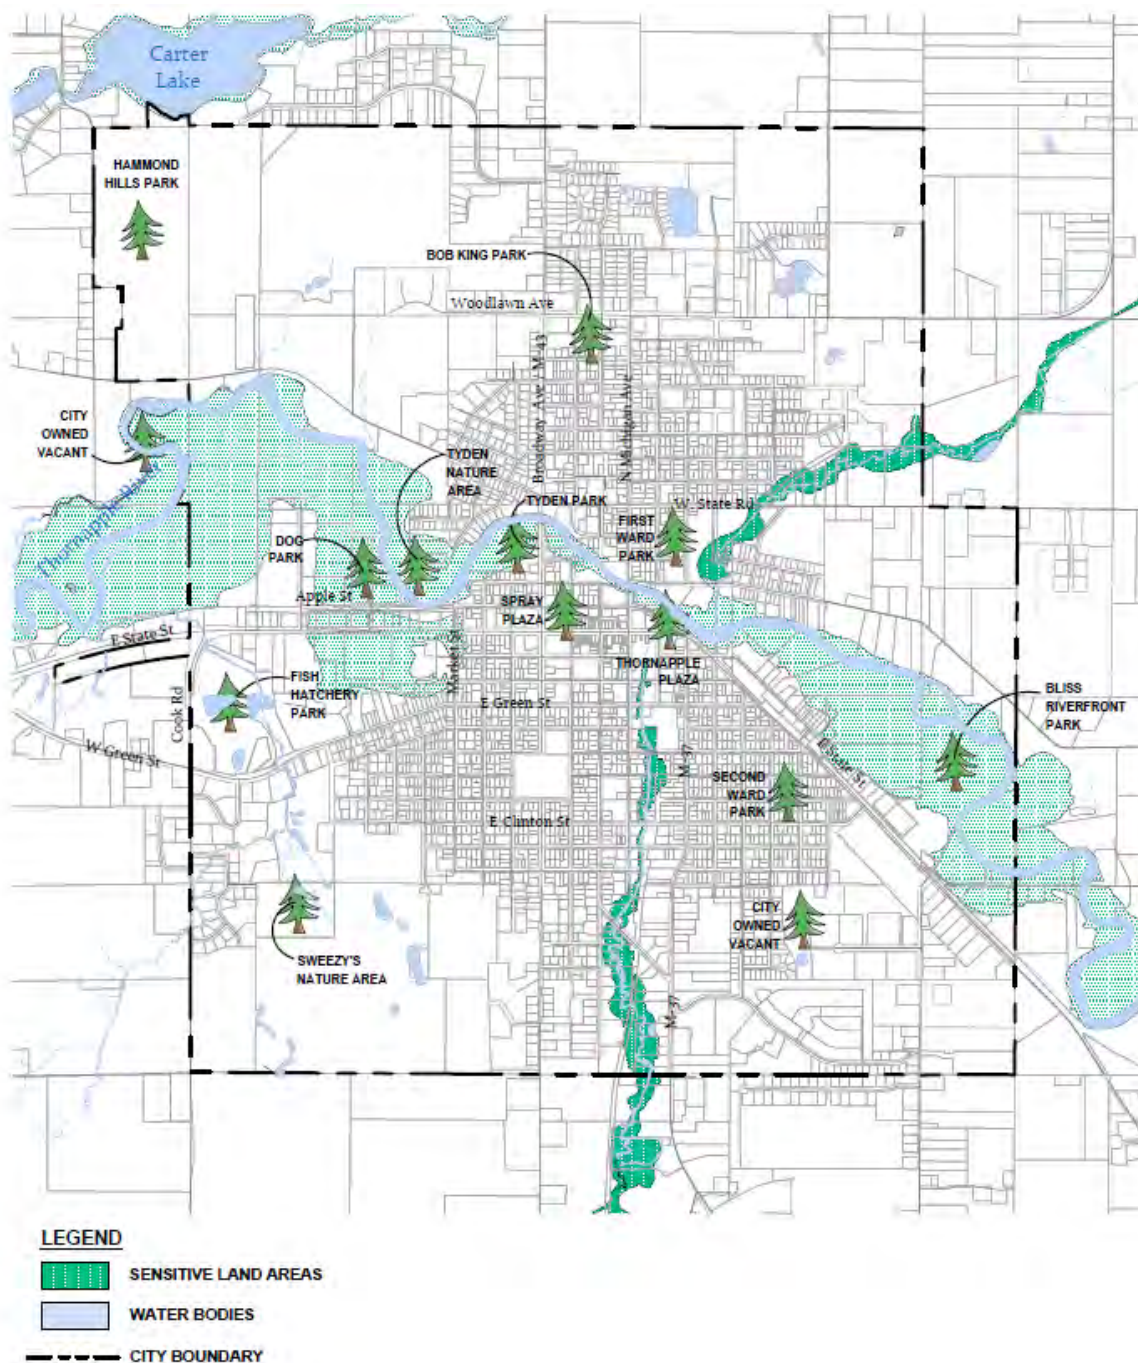 Carter
Lake
HAMMOND
HILLS PARK
BOB KING PARK
Woodlawn Ave
Broadway Ave M-43
N Michigan Ave
CITY
OWNED
VACANT
TYDEN
NATURE
AREA
TYDEN PARK
W State Rd
FIRST
WARD
PARK
DOG
PARK
Thornapple River
Apple St
SPRAY
PLAZA
E State St
THORNAPPLE
PLAZA
Market St
FISH
HATCHERY
PARK
Cook Rd
E Green St
BLISS
RIVERFRONT
PARK
W Green St
M-37
E State St
SECOND
WARD
PARK
E Clinton St
CITY
OWNED
VACANT
SWEEZY'S
NATURE AREA
M-37
LEGEND
SENSITIVE LAND AREAS
WATER BODIES
CITY BOUNDARY